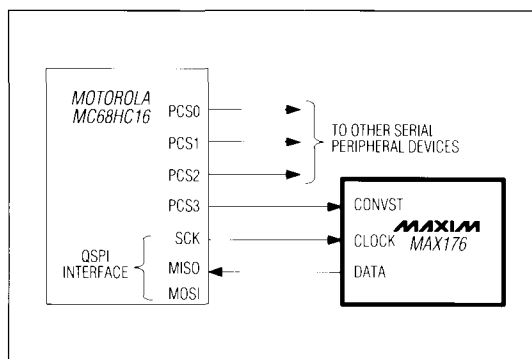 MOTOROLA
MC68HC16
PCS0
PCS1
PCS2
PCS3
SCK
MISO
MOSI
QSPI
INTERFACE
TO OTHER SERIAL
PERIPHERAL DEVICES
CONVST
MAXIM
CLOCK
MAX176
DATA